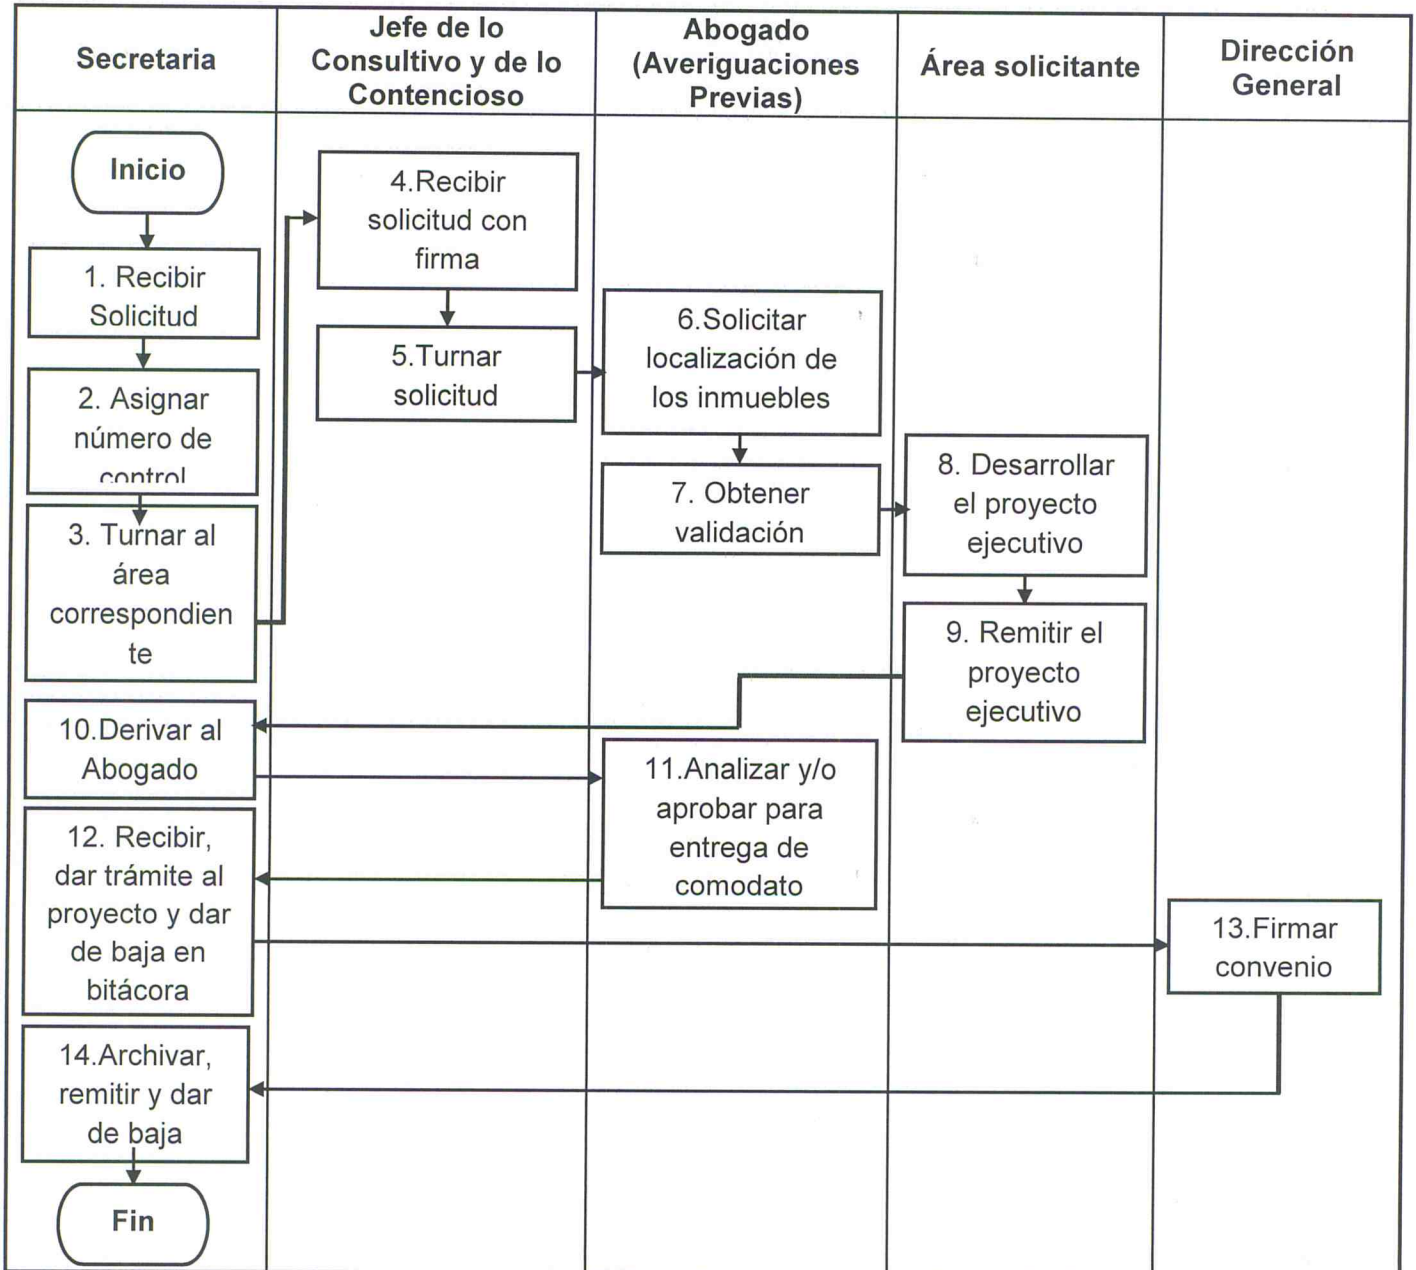 Secretaria
Jefe de lo
Consultivo y de lo
Contencioso
Abogado
(Averiguaciones
Previas)
Área solicitante
Dirección
General
Inicio
1. Recibir
Solicitud
2. Asignar
número de
control
3. Turnar al
área
correspondien
te
4.Recibir
solicitud con
firma
5.Turnar
solicitud
6.Solicitar
localización de
los inmuebles
7. Obtener
validación
8. Desarrollar
el proyecto
ejecutivo
9. Remitir el
proyecto
ejecutivo
10.Derivar al
Abogado
11.Analizar y/o
aprobar para
entrega de
comodato
12. Recibir,
dar trámite al
proyecto y dar
de baja en
bitácora
13.Firmar
convenio
14.Archivar,
remitir y dar
de baja
Fin